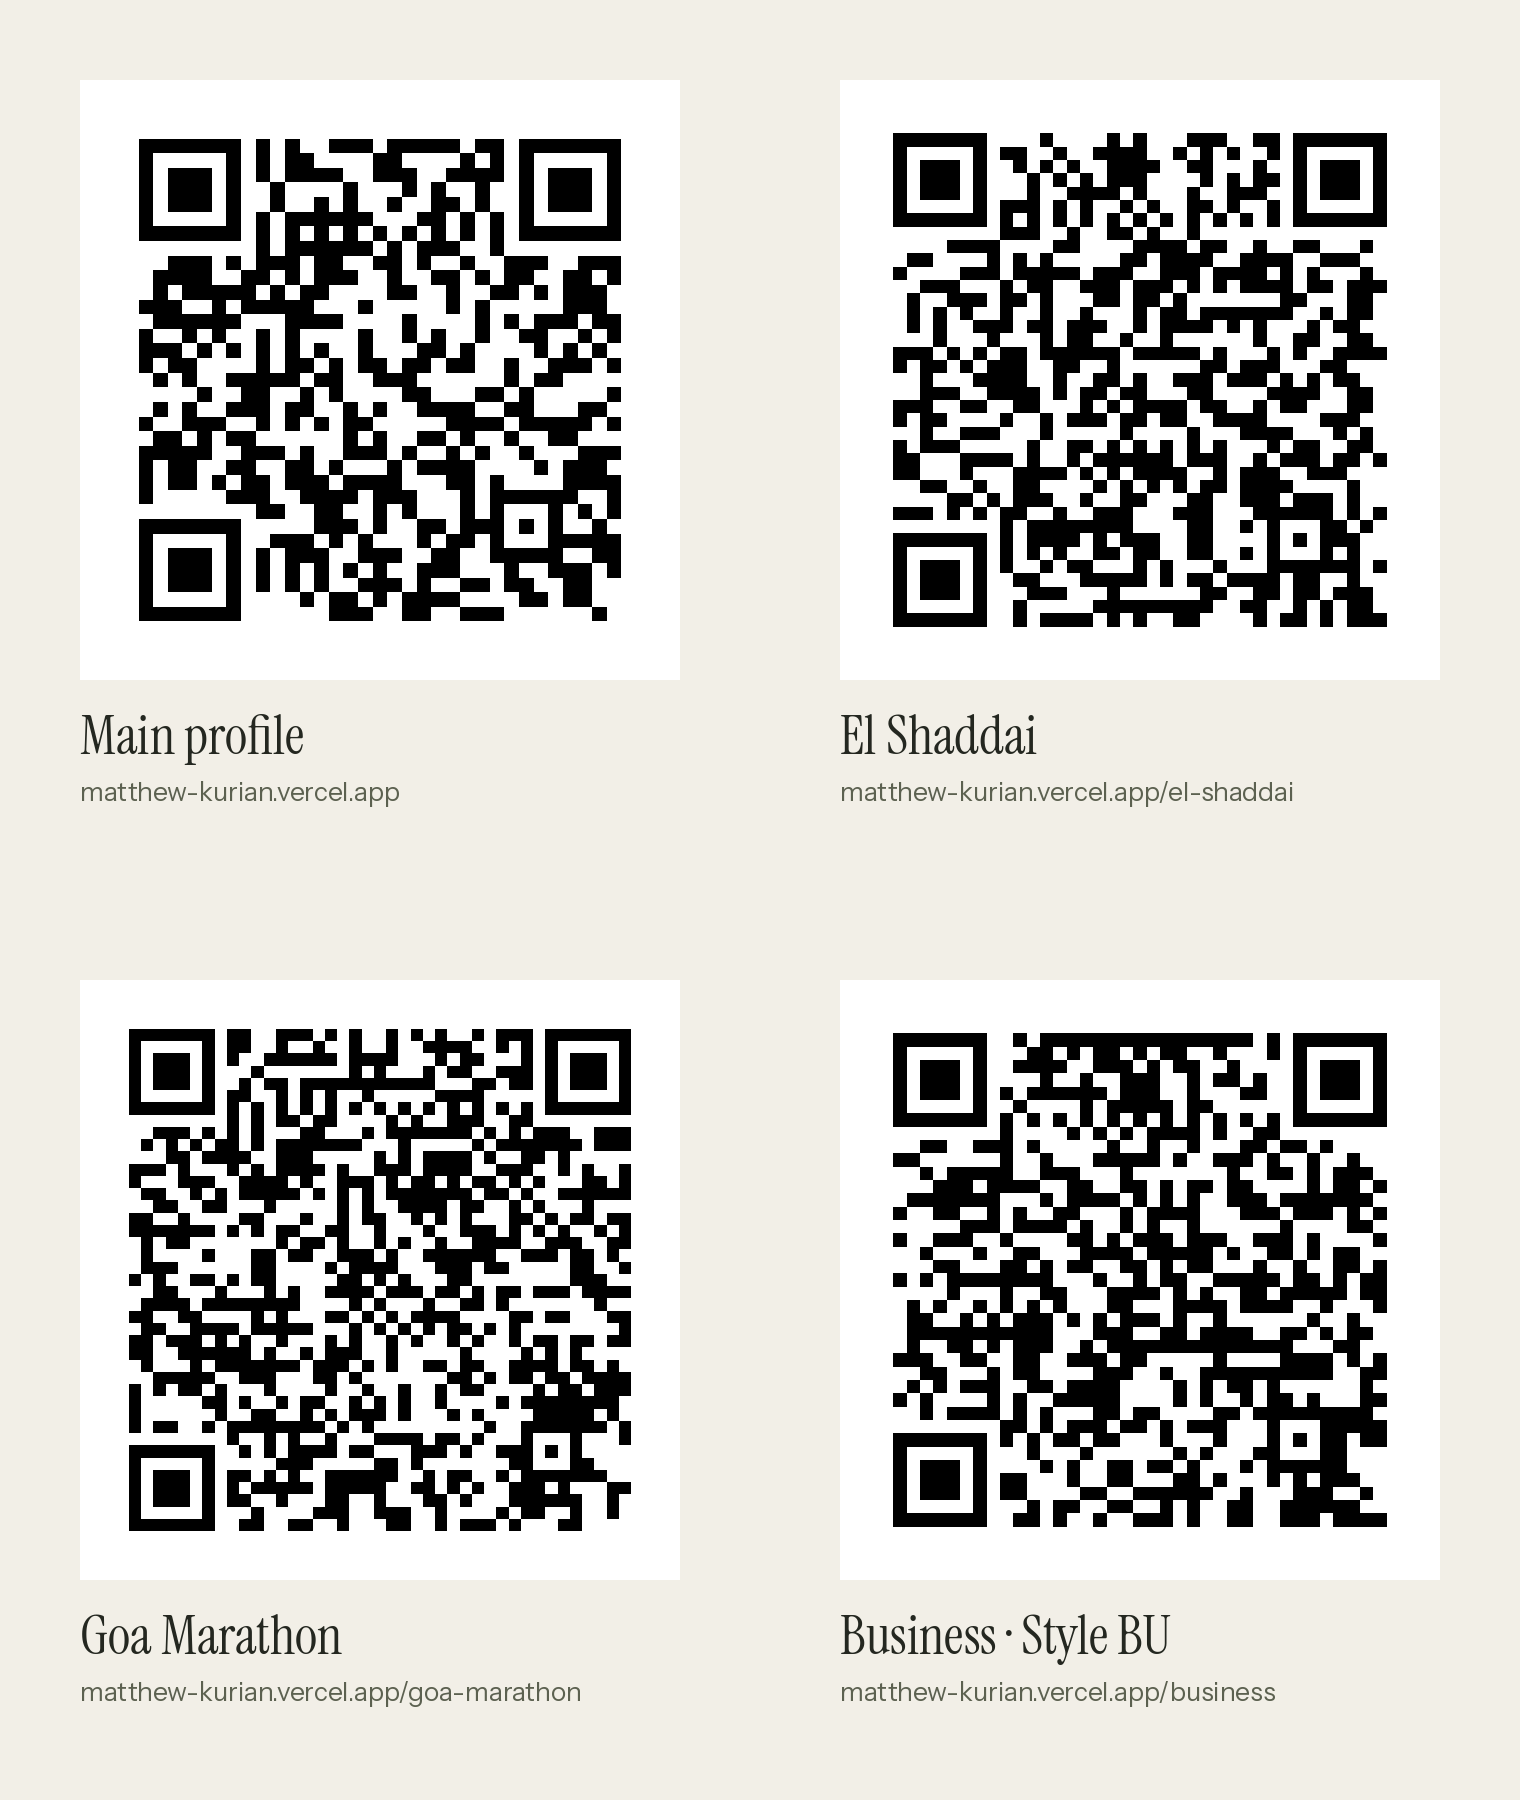 Main profile
matthew-kurian.vercel.app
El Shaddai
matthew-kurian.vercel.app/el-shaddai
Goa Marathon
matthew-kurian.vercel.app/goa-marathon
Business · Style BU
matthew-kurian.vercel.app/business